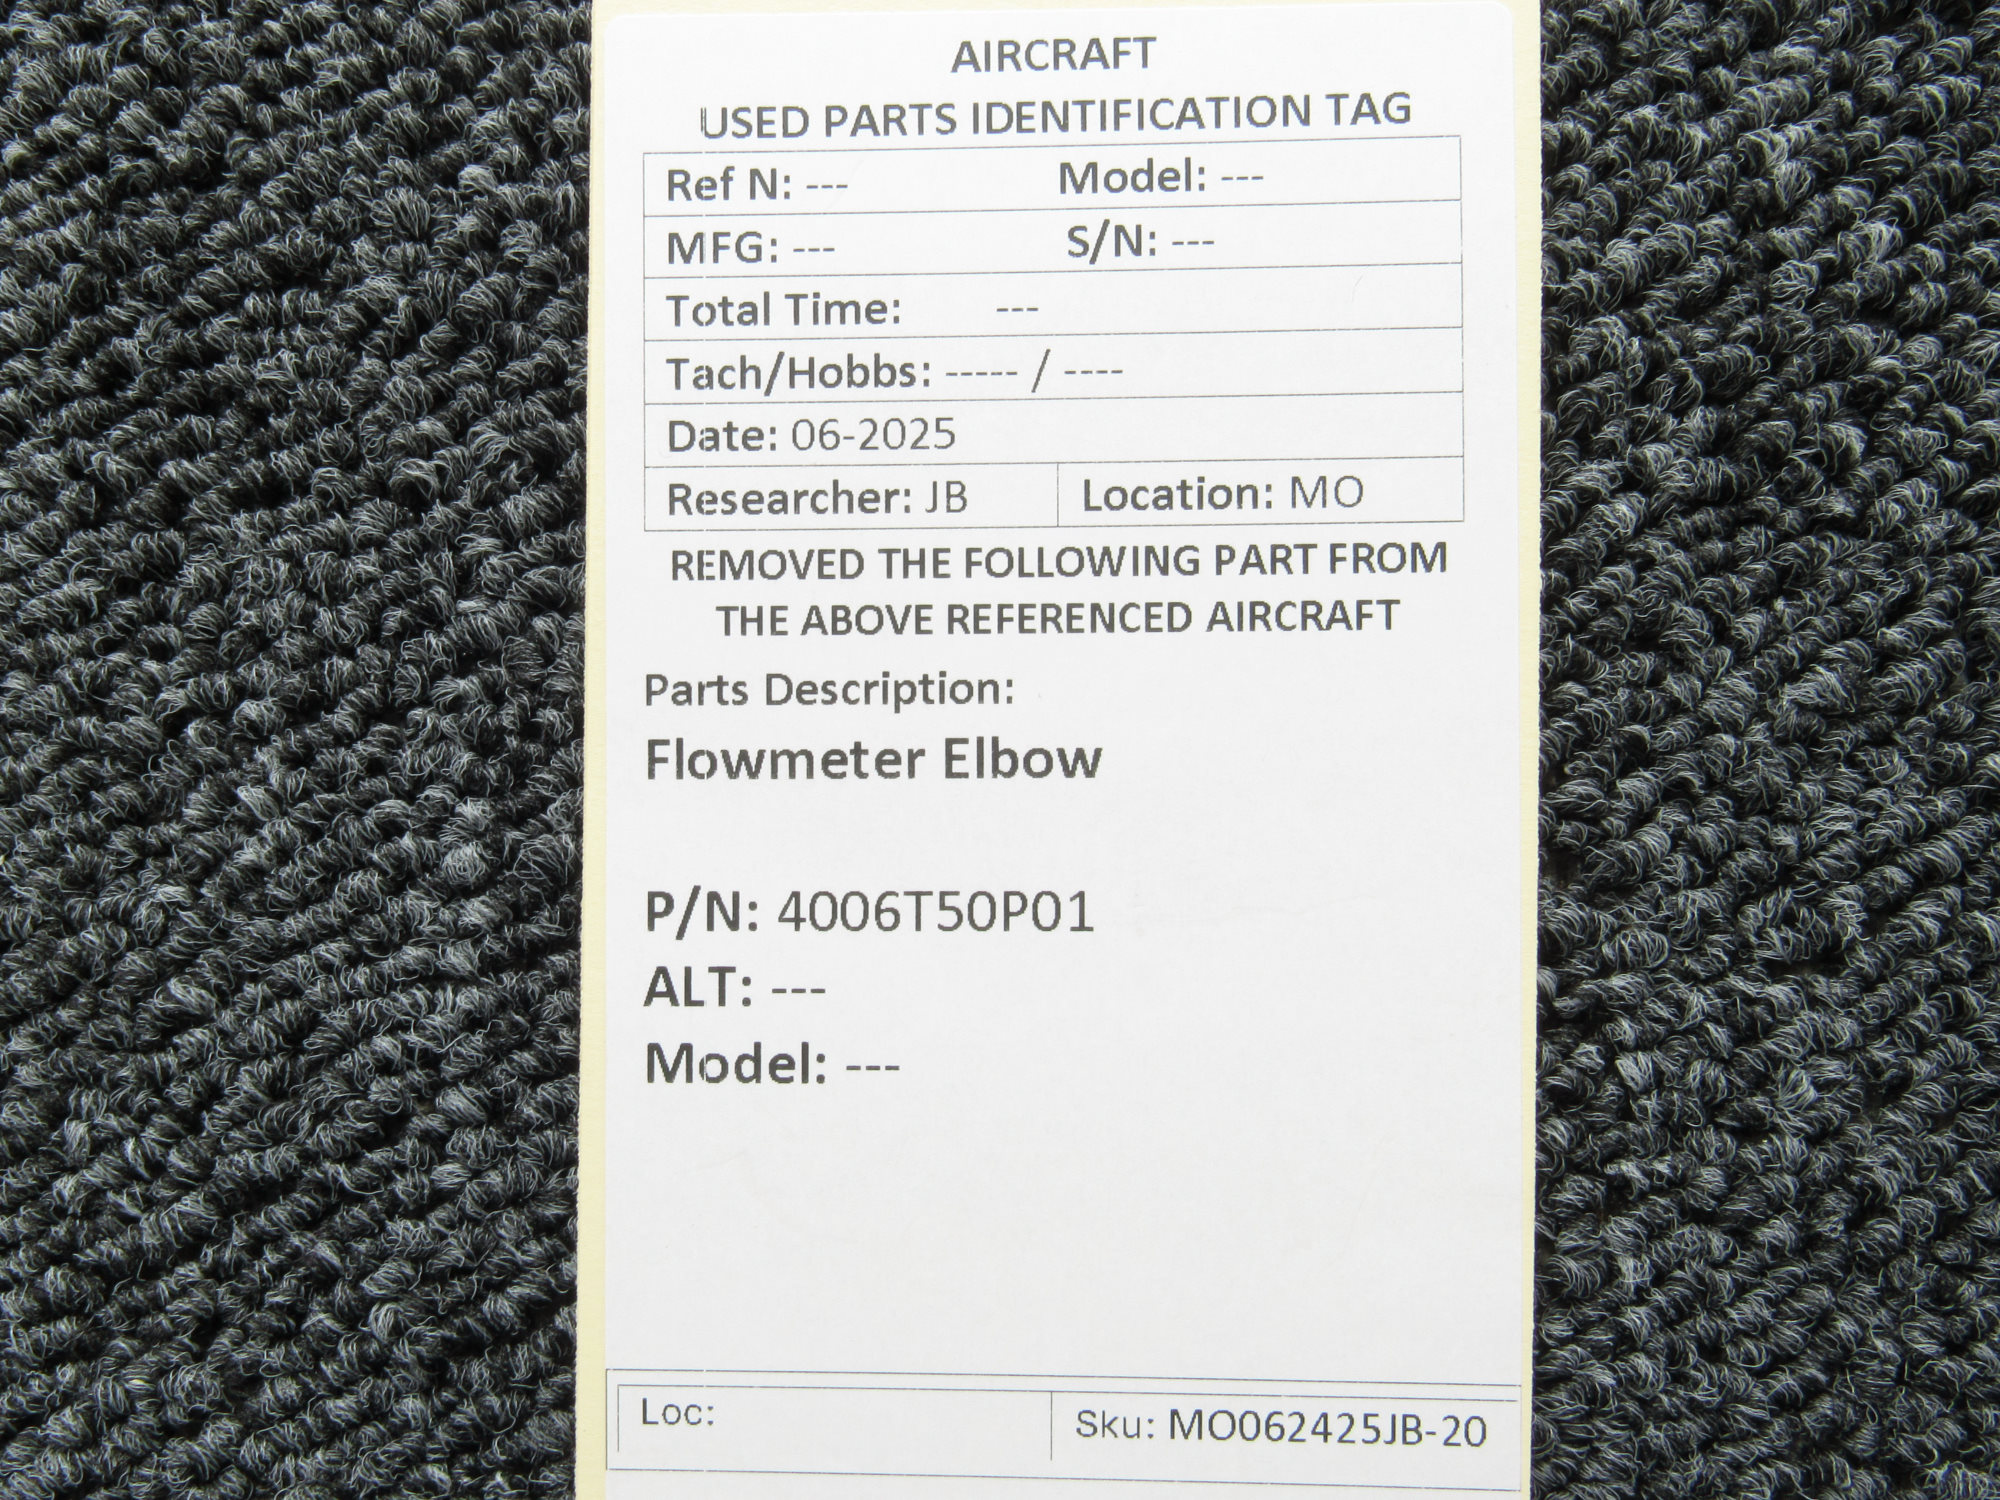 AIRCRAFT
USED PARTS IDENTIFICATION TAG
Ref N: --- Model: ---
MFG: --- S/N: ---
Total Time: ---
Tach/Hobbs: ----- / ----
Date: 06-2025
Researcher: JB Location: MO
REMOVED THE FOLLOWING PART FROM
THE ABOVE REFERENCED AIRCRAFT
Parts Description:
Flowmeter Elbow
P/N: 4006T50P01
ALT: ---
Model: ---
Loc: Sku: MO062425JB-20